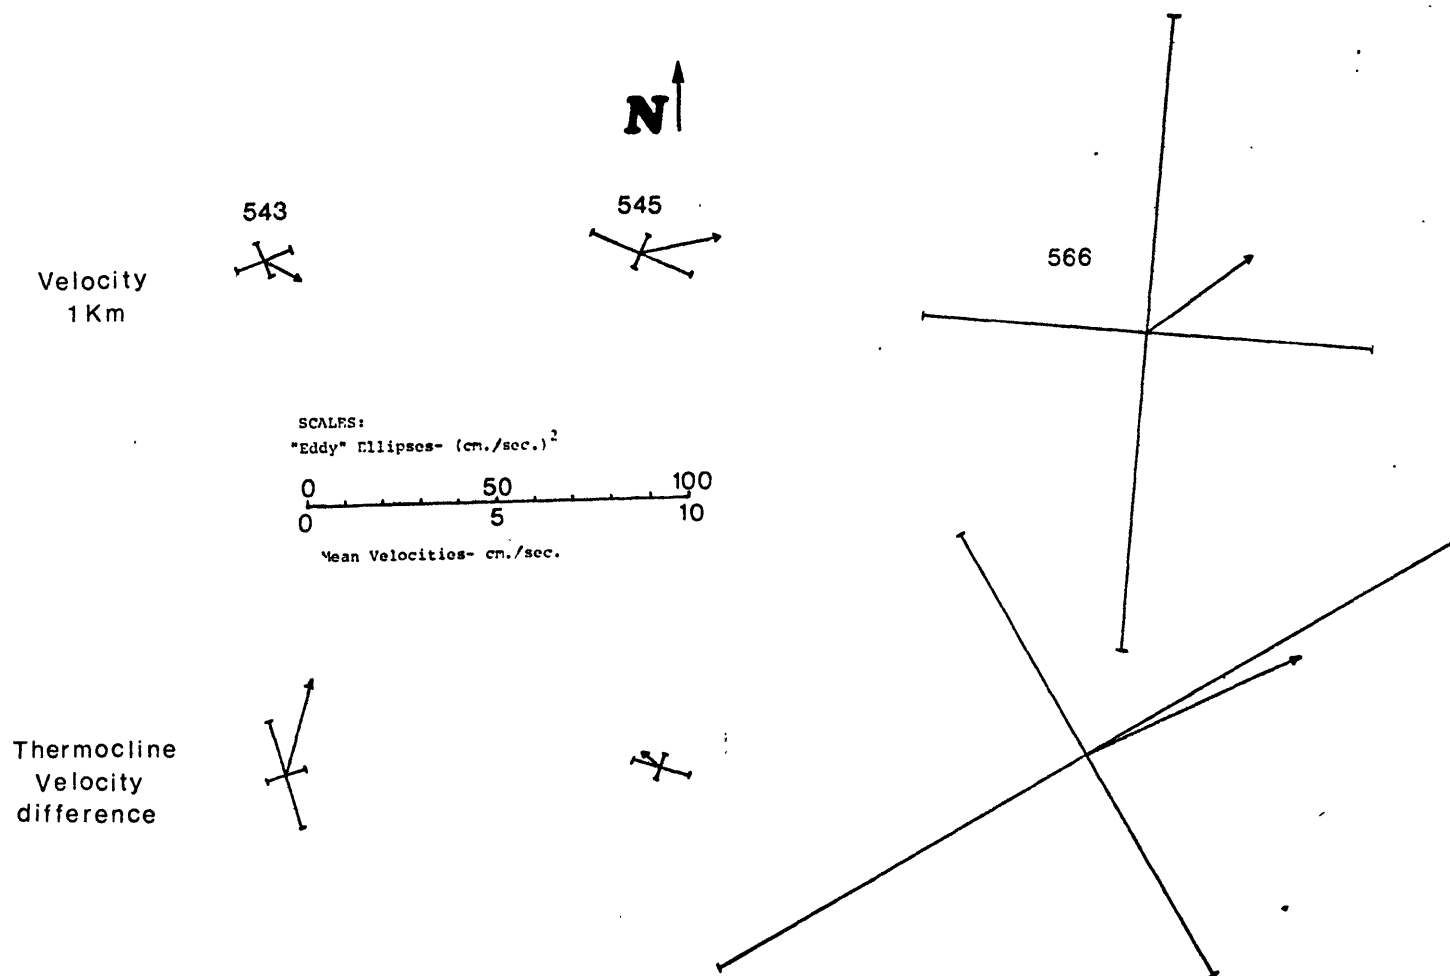 N
543
545
566
Velocity
1 Km
SCALES:
"Eddy" Ellipses- (cm./sec.)2
0 50 100
0 5 10
Mean Velocities- cm./sec.
Thermocline
Velocity
difference